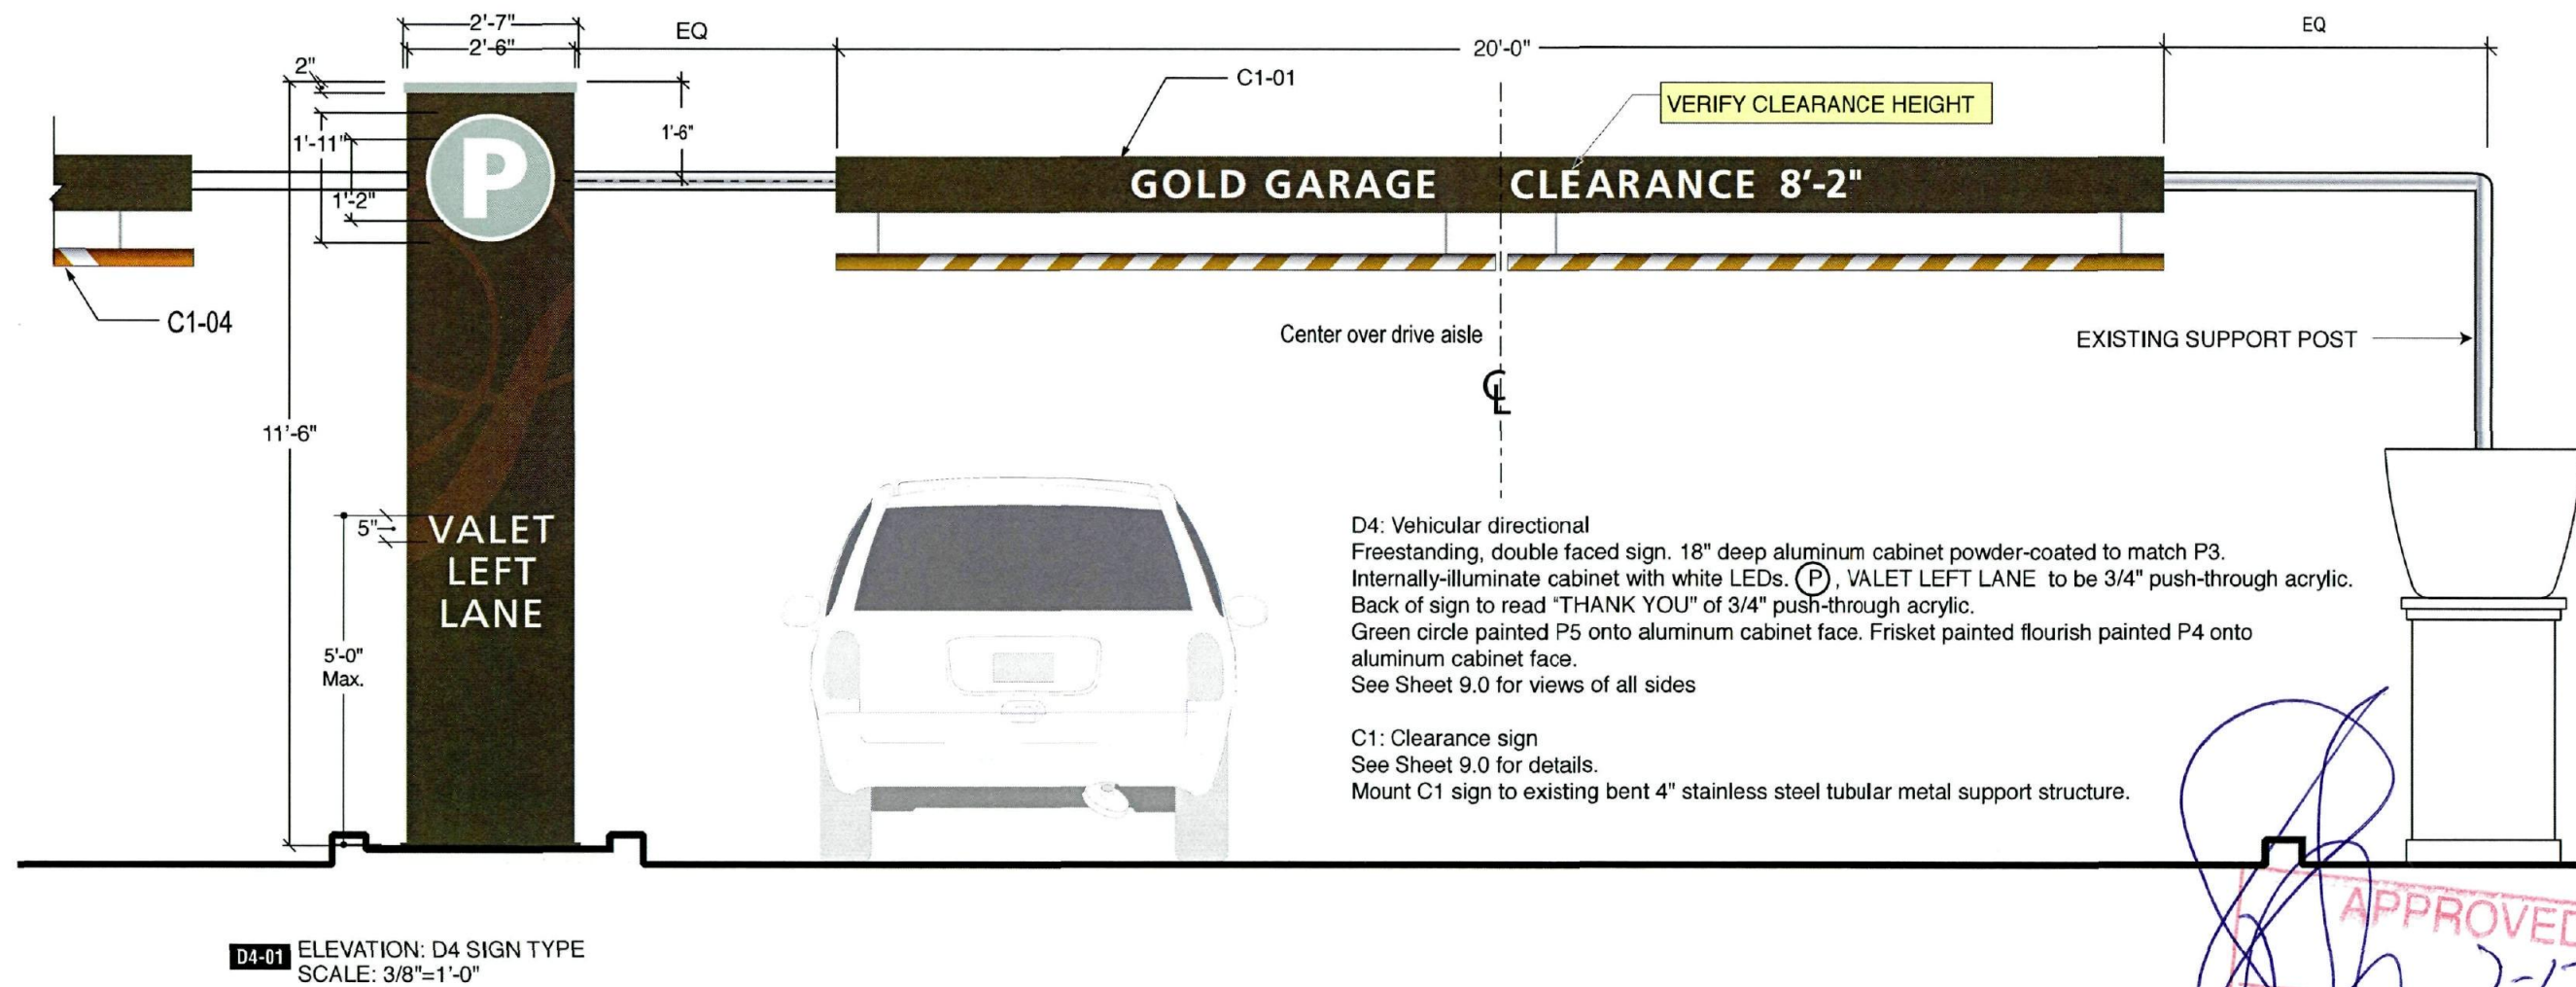 2'-7"
2'-6"
EQ
20'-0"
EQ
2"
C1-01
VERIFY CLEARANCE HEIGHT
1'-6"
1'-11"
1'-2"
P
GOLD GARAGE CLEARANCE 8'-2"
C1-04
Center over drive aisle
EXISTING SUPPORT POST
11'-6"
5"
VALET
LEFT
LANE
5'-0"
Max.
D4: Vehicular directional
Freestanding, double faced sign. 18" deep aluminum cabinet powder-coated to match P3.
Internally-illuminate cabinet with white LEDs. P, VALET LEFT LANE to be 3/4" push-through acrylic.
Back of sign to read "THANK YOU" of 3/4" push-through acrylic.
Green circle painted P5 onto aluminum cabinet face. Frisket painted flourish painted P4 onto
aluminum cabinet face.
See Sheet 9.0 for views of all sides
C1: Clearance sign
See Sheet 9.0 for details.
Mount C1 sign to existing bent 4" stainless steel tubular metal support structure.
APPROVED
D4-01 ELEVATION: D4 SIGN TYPE
SCALE: 3/8"=1'-0"